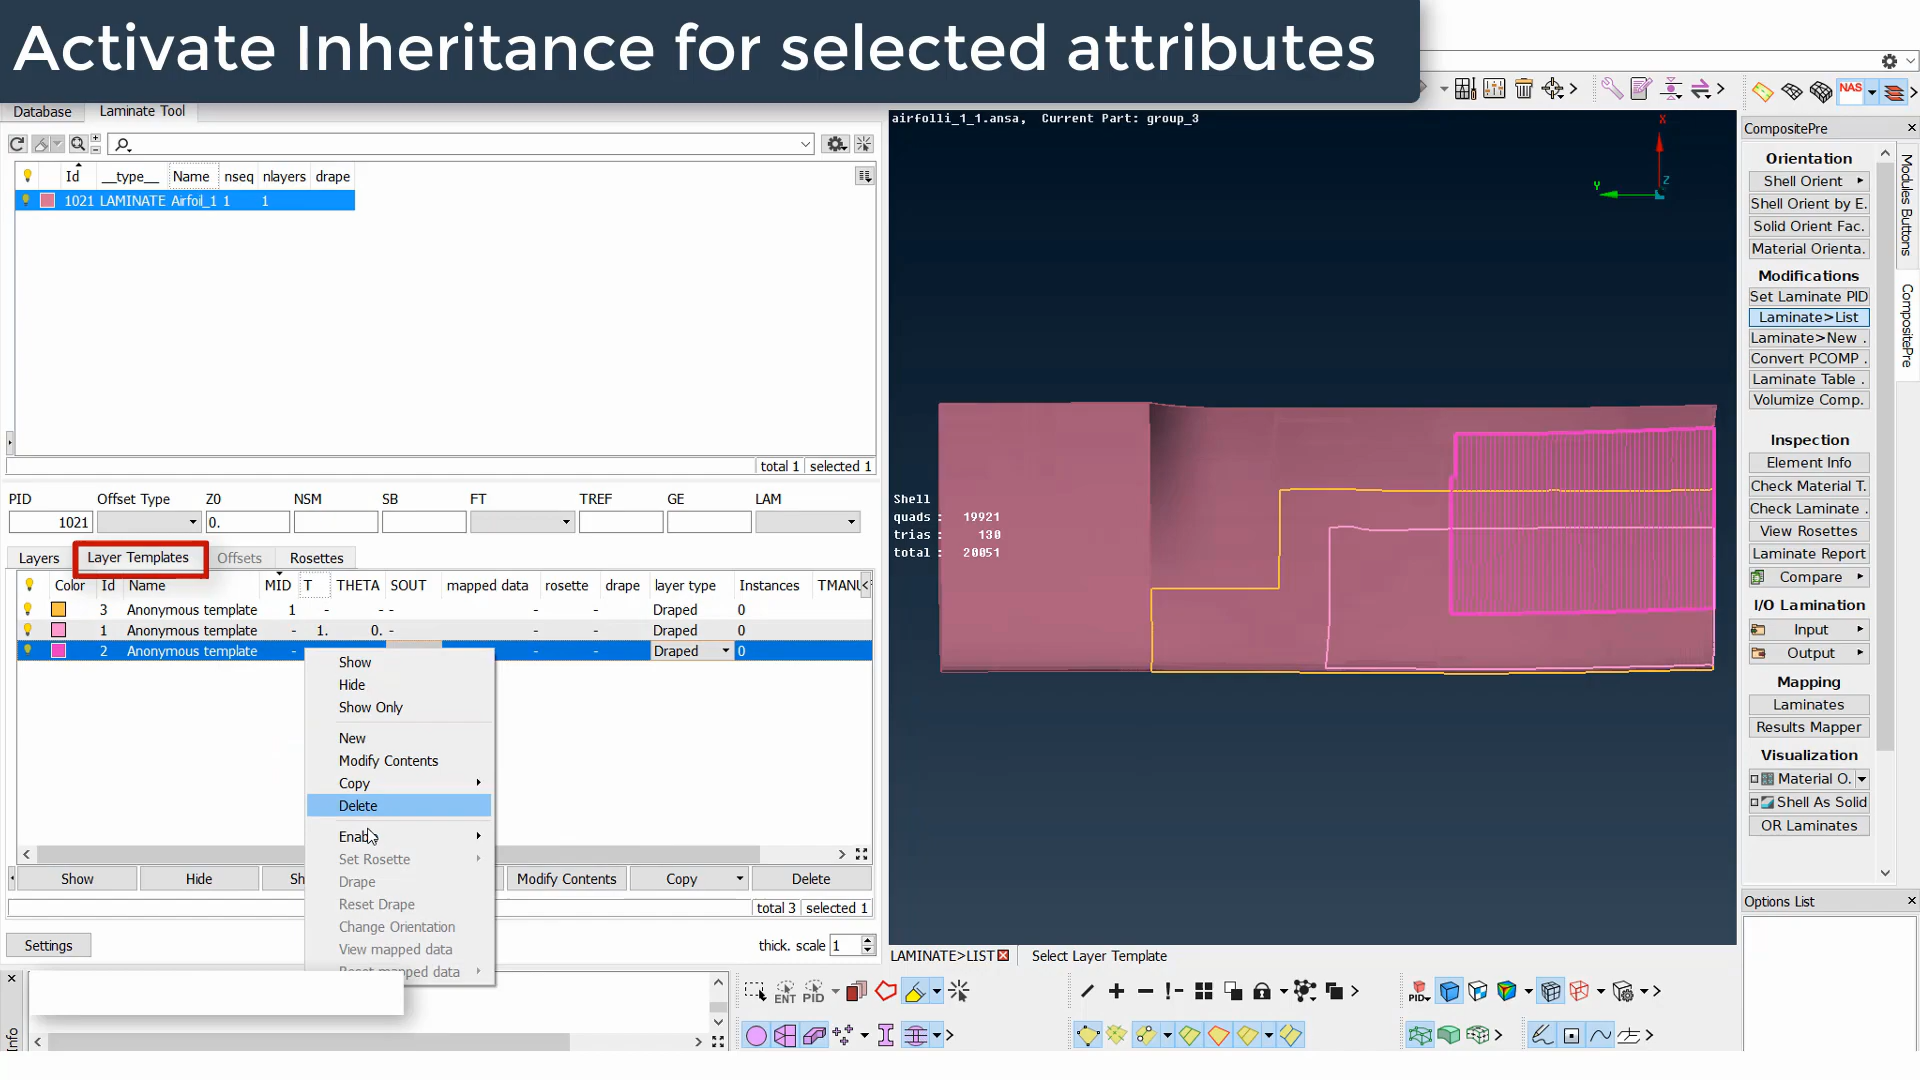 Activate Inheritance for selected attributes
Database
Laminate Tool
Id __type__ Name nseq nlayers drape
1021 LAMINATE Airfoil_1 1 1
total 1 selected 1
PID Offset Type Z0 NSM SB FT TREF GE LAM
1021 0.
Layers Layer Templates Offsets Rosettes
Color Id Name MID T THETA SOUT mapped data rosette drape layer type Instances TMANU
3 Anonymous template 1 - - - - - Draped 0
1 Anonymous template - 1. 0. - - - Draped 0
2 Anonymous template - Draped 0
Show
Hide
Show Only
New
Modify Contents
Copy
Delete
Enable
Set Rosette
Drape
Reset Drape
Change Orientation
View mapped data
Reset mapped data
Show Hide Sh Modify Contents Copy Delete
total 3 selected 1
Settings
thick. scale 1
Info
airfolli_1_1.ansa, Current Part: group_3
X
Y
Z
Shell
quads : 19921
trias : 130
total : 20051
LAMINATE>LIST
Select Layer Template
ENT PID
PID
NAS
CompositePre
Orientation
Shell Orient
Shell Orient by E.
Solid Orient Fac.
Material Orienta.
Modifications
Set Laminate PID
Laminate>List
Laminate>New .
Convert PCOMP .
Laminate Table .
Volumize Comp.
Inspection
Element Info
Check Material T.
Check Laminate .
View Rosettes
Laminate Report
Compare
I/O Lamination
Input
Output
Mapping
Laminates
Results Mapper
Visualization
Material O.
Shell As Solid
OR Laminates
Options List
Modules Buttons
CompositePre